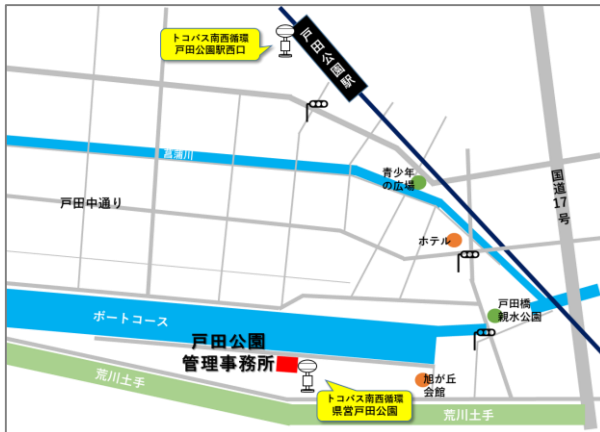 トコバス南西循環
戸田公園駅西口
戸田公園駅
菖蒲川
青少年
の広場
国道17号
戸田中通り
ホテル
戸田橋
親水公園
ボートコース
戸田公園
管理事務所
荒川土手
旭が丘
会館
トコバス南西循環
県営戸田公園
荒川土手